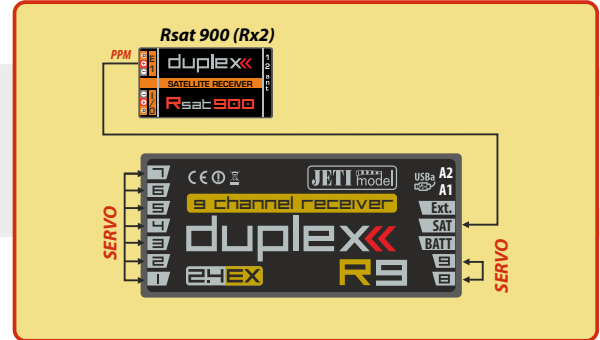 Rsat 900 (Rx2)
PPM
duplex
SATELLITE RECEIVER
Rsat900
1
2
ant
7
6
5
4
3
2
1
SERVO
CE
JETI model
9 channel receiver
duplex
2.4EX
R9
USBa
A2
A1
Ext.
SAT
BATT
9
8
SERVO